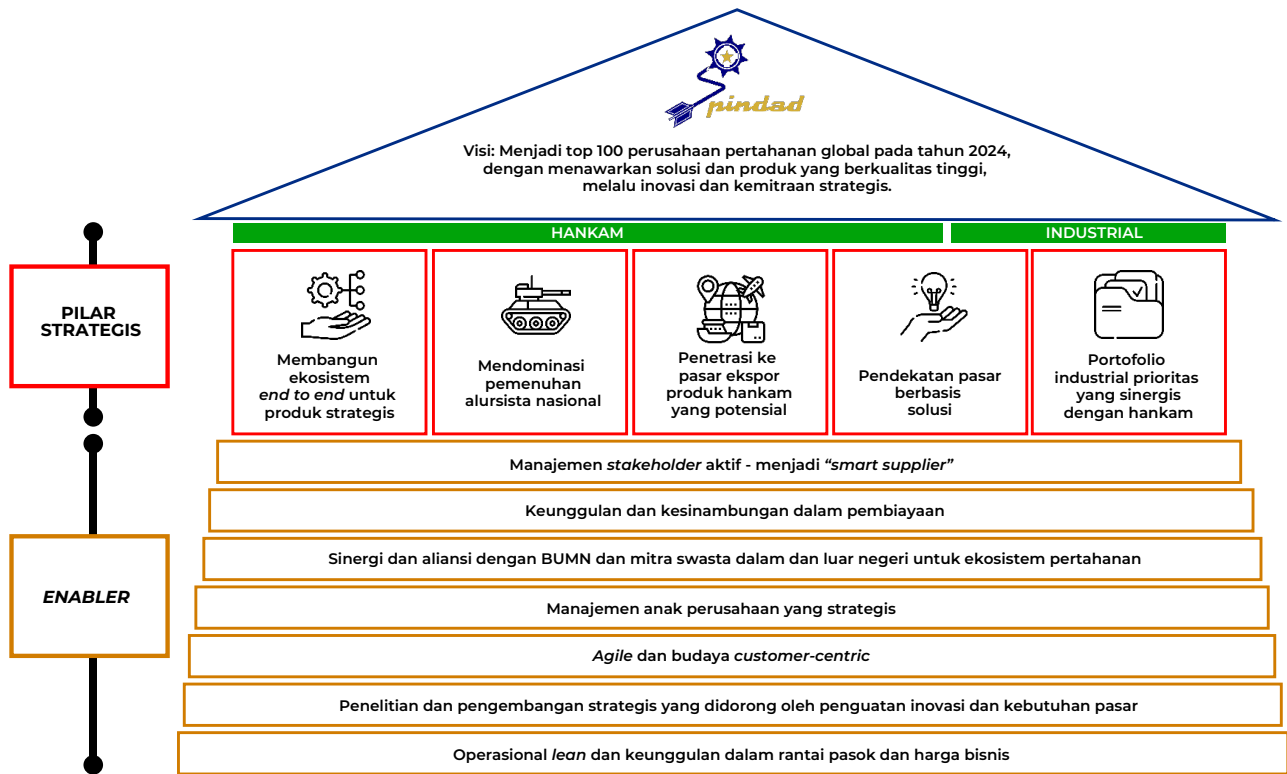 pindad
Visi: Menjadi top 100 perusahaan pertahanan global pada tahun 2024,
dengan menawarkan solusi dan produk yang berkualitas tinggi,
melalu inovasi dan kemitraan strategis.
HANKAM
INDUSTRIAL
PILAR
STRATEGIS
Membangun
ekosistem
end to end untuk
produk strategis
Mendominasi
pemenuhan
alursista nasional
Penetrasi ke
pasar ekspor
produk hankam
yang potensial
Pendekatan pasar
berbasis
solusi
Portofolio
industrial prioritas
yang sinergis
dengan hankam
ENABLER
Manajemen stakeholder aktif - menjadi “smart supplier”
Keunggulan dan kesinambungan dalam pembiayaan
Sinergi dan aliansi dengan BUMN dan mitra swasta dalam dan luar negeri untuk ekosistem pertahanan
Manajemen anak perusahaan yang strategis
Agile dan budaya customer-centric
Penelitian dan pengembangan strategis yang didorong oleh penguatan inovasi dan kebutuhan pasar
Operasional lean dan keunggulan dalam rantai pasok dan harga bisnis